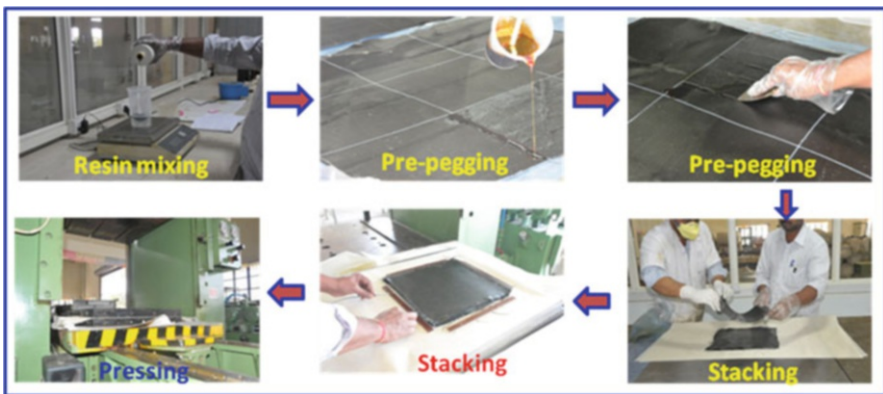 Resin mixing
Pre-pegging
Pre-pegging
Stacking
Stacking
Pressing